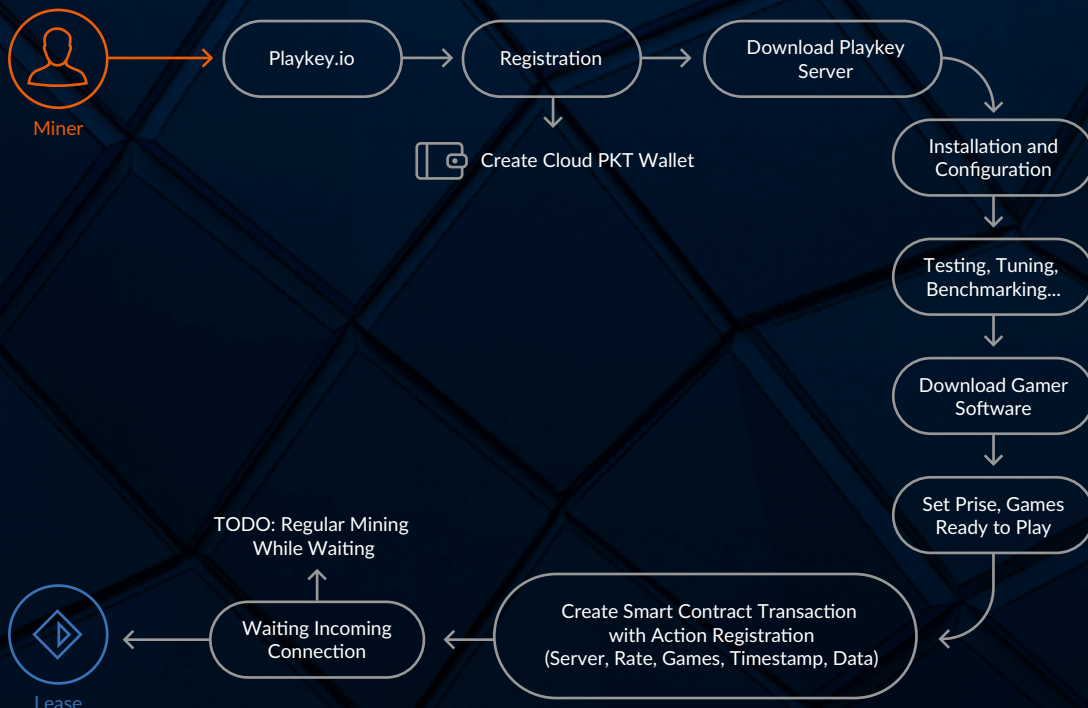 Playkey.io
Registration
Download Playkey
Server
Miner
Create Cloud PKT Wallet
Installation and
Configuration
Testing, Tuning,
Benchmarking...
Download Gamer
Software
Set Prise, Games
Ready to Play
TODO: Regular Mining
While Waiting
Create Smart Contract Transaction
with Action Registration
(Server, Rate, Games, Timestamp, Data)
Waiting Incoming
Connection
Lease